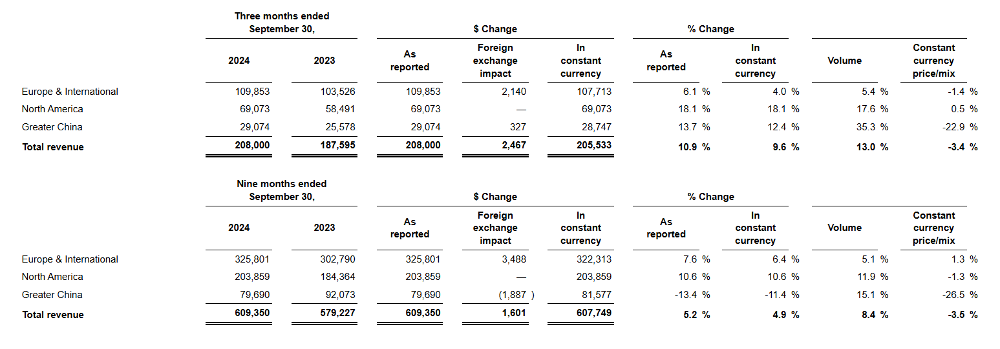 Three months ended
September 30, $ Change % Change
2024 2023 As reported Foreign exchange impact In constant currency As reported In constant currency Volume Constant currency price/mix
Europe & International 109,853 103,526 109,853 2,140 107,713 6.1 % 4.0 % 5.4 % -1.4 %
North America 69,073 58,491 69,073 — 69,073 18.1 % 18.1 % 17.6 % 0.5 %
Greater China 29,074 25,578 29,074 327 28,747 13.7 % 12.4 % 35.3 % -22.9 %
Total revenue 208,000 187,595 208,000 2,467 205,533 10.9 % 9.6 % 13.0 % -3.4 %
Nine months ended
September 30, $ Change % Change
2024 2023 As reported Foreign exchange impact In constant currency As reported In constant currency Volume Constant currency price/mix
Europe & International 325,801 302,790 325,801 3,488 322,313 7.6 % 6.4 % 5.1 % 1.3 %
North America 203,859 184,364 203,859 — 203,859 10.6 % 10.6 % 11.9 % -1.3 %
Greater China 79,690 92,073 79,690 (1,887 ) 81,577 -13.4 % -11.4 % 15.1 % -26.5 %
Total revenue 609,350 579,227 609,350 1,601 607,749 5.2 % 4.9 % 8.4 % -3.5 %